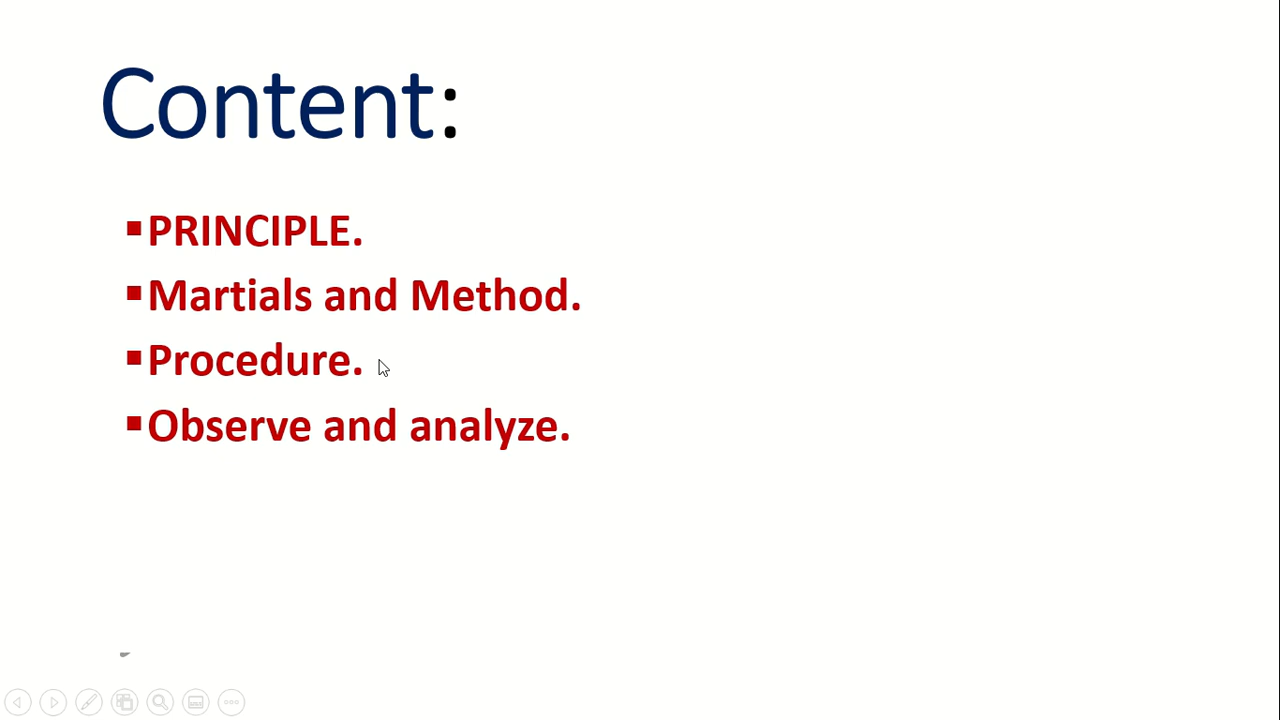 Content:
▪PRINCIPLE.
▪Martials and Method.
▪Procedure.
▪Observe and analyze.